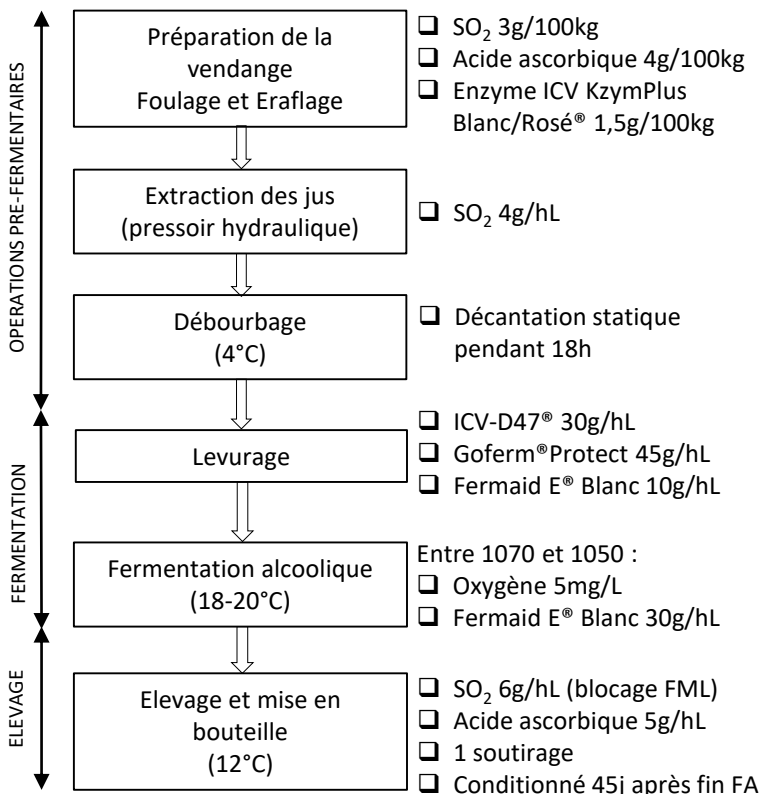 OPERATIONS PRE-FERMENTAIRES
Préparation de la
vendange
Foulage et Eraflage
❑ SO₂ 3g/100kg
❑ Acide ascorbique 4g/100kg
❑ Enzyme ICV KzymPlus
Blanc/Rosé® 1,5g/100kg
Extraction des jus
(pressoir hydraulique)
❑ SO₂ 4g/hL
Débourbage
(4°C)
❑ Décantation statique
pendant 18h
FERMENTATION
Levurage
❑ ICV-D47® 30g/hL
❑ Goferm®Protect 45g/hL
❑ Fermaid E® Blanc 10g/hL
Fermentation alcoolique
(18-20°C)
Entre 1070 et 1050 :
❑ Oxygène 5mg/L
❑ Fermaid E® Blanc 30g/hL
ELEVAGE
Elevage et mise en
bouteille
(12°C)
❑ SO₂ 6g/hL (blocage FML)
❑ Acide ascorbique 5g/hL
❑ 1 soutirage
❑ Conditionné 45j après fin FA